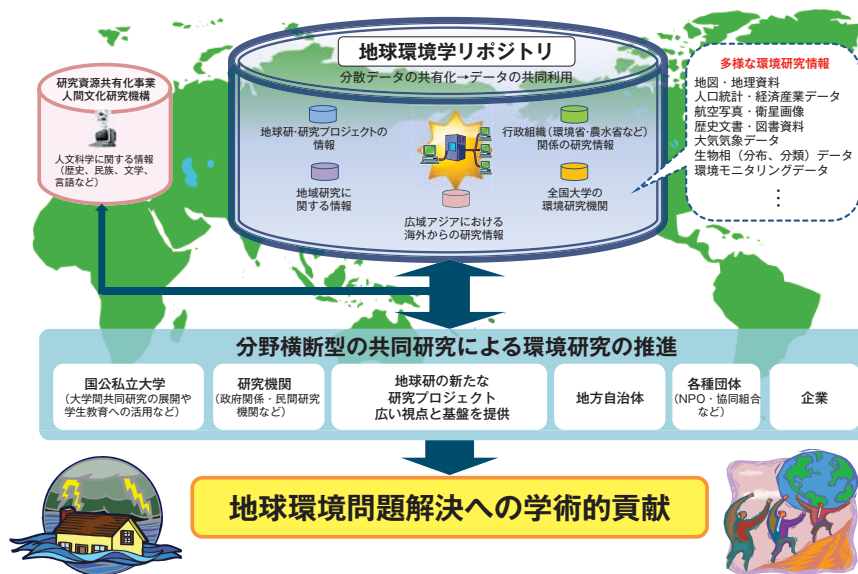 地球環境学リポジトリ
分散データの共有化→データの共同利用
研究資源共有化事業
人間文化研究機構
人文科学に関する情報
(歴史、民族、文学、
言語など)
地球研・研究プロジェクトの
情報
地域研究に
関する情報
広域アジアにおける
海外からの研究情報
行政組織(環境省・農水省など)
関係の研究情報
全国大学の
環境研究機関
多様な環境研究情報
地図・地理資料
人口統計・経済産業データ
航空写真・衛星画像
歴史文書・図書資料
大気気象データ
生物相(分布、分類)データ
環境モニタリングデータ
⋮
分野横断型の共同研究による環境研究の推進
国公私立大学
(大学間共同研究の展開や
学生教育への活用など)
研究機関
(政府関係・民間研究
機関など)
地球研の新たな
研究プロジェクト
広い視点と基盤を提供
地方自治体
各種団体
(NPO・協同組合
など)
企業
地球環境問題解決への学術的貢献